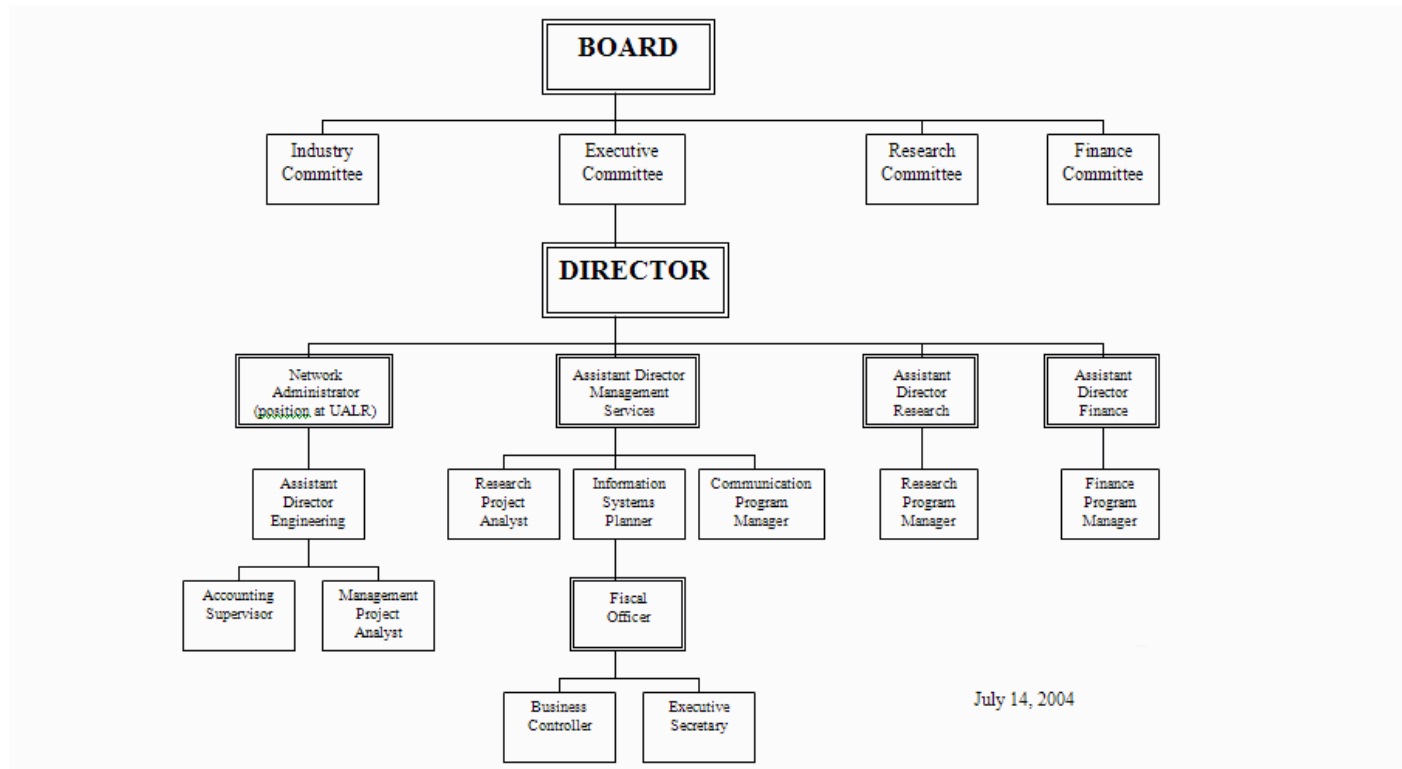 BOARD
Industry
Committee
Executive
Committee
Research
Committee
Finance
Committee
DIRECTOR
Network
Administrator
(position at UALR)
Assistant Director
Management
Services
Assistant
Director
Research
Assistant
Director
Finance
Assistant
Director
Engineering
Research
Project
Analyst
Information
Systems
Planner
Communication
Program
Manager
Research
Program
Manager
Finance
Program
Manager
Accounting
Supervisor
Management
Project
Analyst
Fiscal
Officer
Business
Controller
Executive
Secretary
July 14, 2004